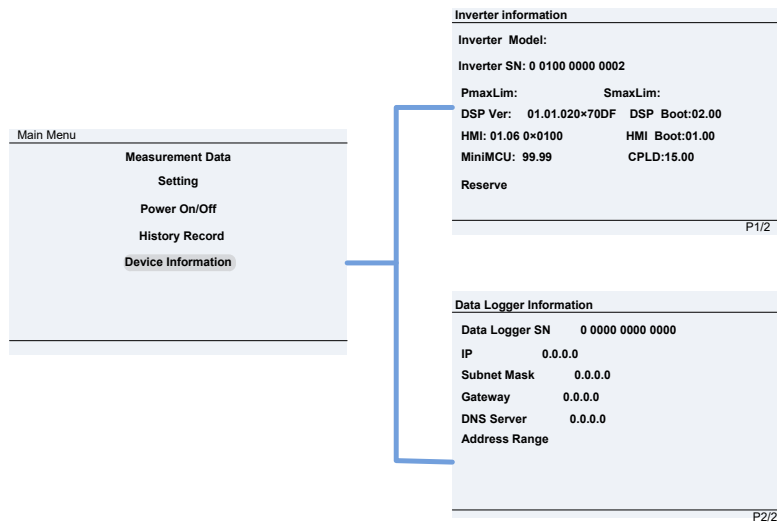 Main Menu
Measurement Data
Setting
Power On/Off
History Record
Device Information
Inverter information
Inverter Model:
Inverter SN: 0 0100 0000 0002
PmaxLim: SmaxLim:
DSP Ver: 01.01.020×70DF DSP Boot:02.00
HMI: 01.06 0×0100 HMI Boot:01.00
MiniMCU: 99.99 CPLD:15.00
Reserve
P1/2
Data Logger Information
Data Logger SN 0 0000 0000 0000
IP 0.0.0.0
Subnet Mask 0.0.0.0
Gateway 0.0.0.0
DNS Server 0.0.0.0
Address Range
P2/2